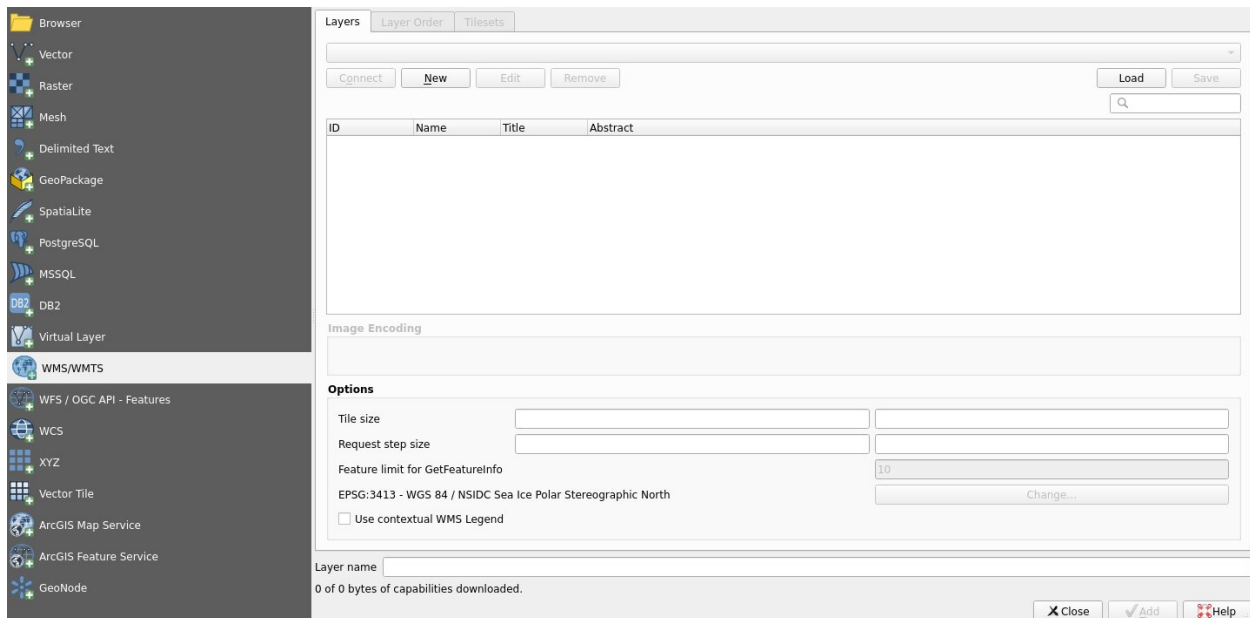 Browser
Vector
Raster
Mesh
Delimited Text
GeoPackage
SpatiaLite
PostgreSQL
MSSQL
DB2 DB2
Virtual Layer
WMS/WMTS
WFS / OGC API - Features
WCS
XYZ
Vector Tile
ArcGIS Map Service
ArcGIS Feature Service
GeoNode
Layers Layer Order Tilesets
Connect New Edit Remove Load Save
ID Name Title Abstract
Image Encoding
Options
Tile size
Request step size
Feature limit for GetFeatureInfo 10
EPSG:3413 - WGS 84 / NSIDC Sea Ice Polar Stereographic North Change...
Use contextual WMS Legend
Layer name
0 of 0 bytes of capabilities downloaded.
Close Add Help